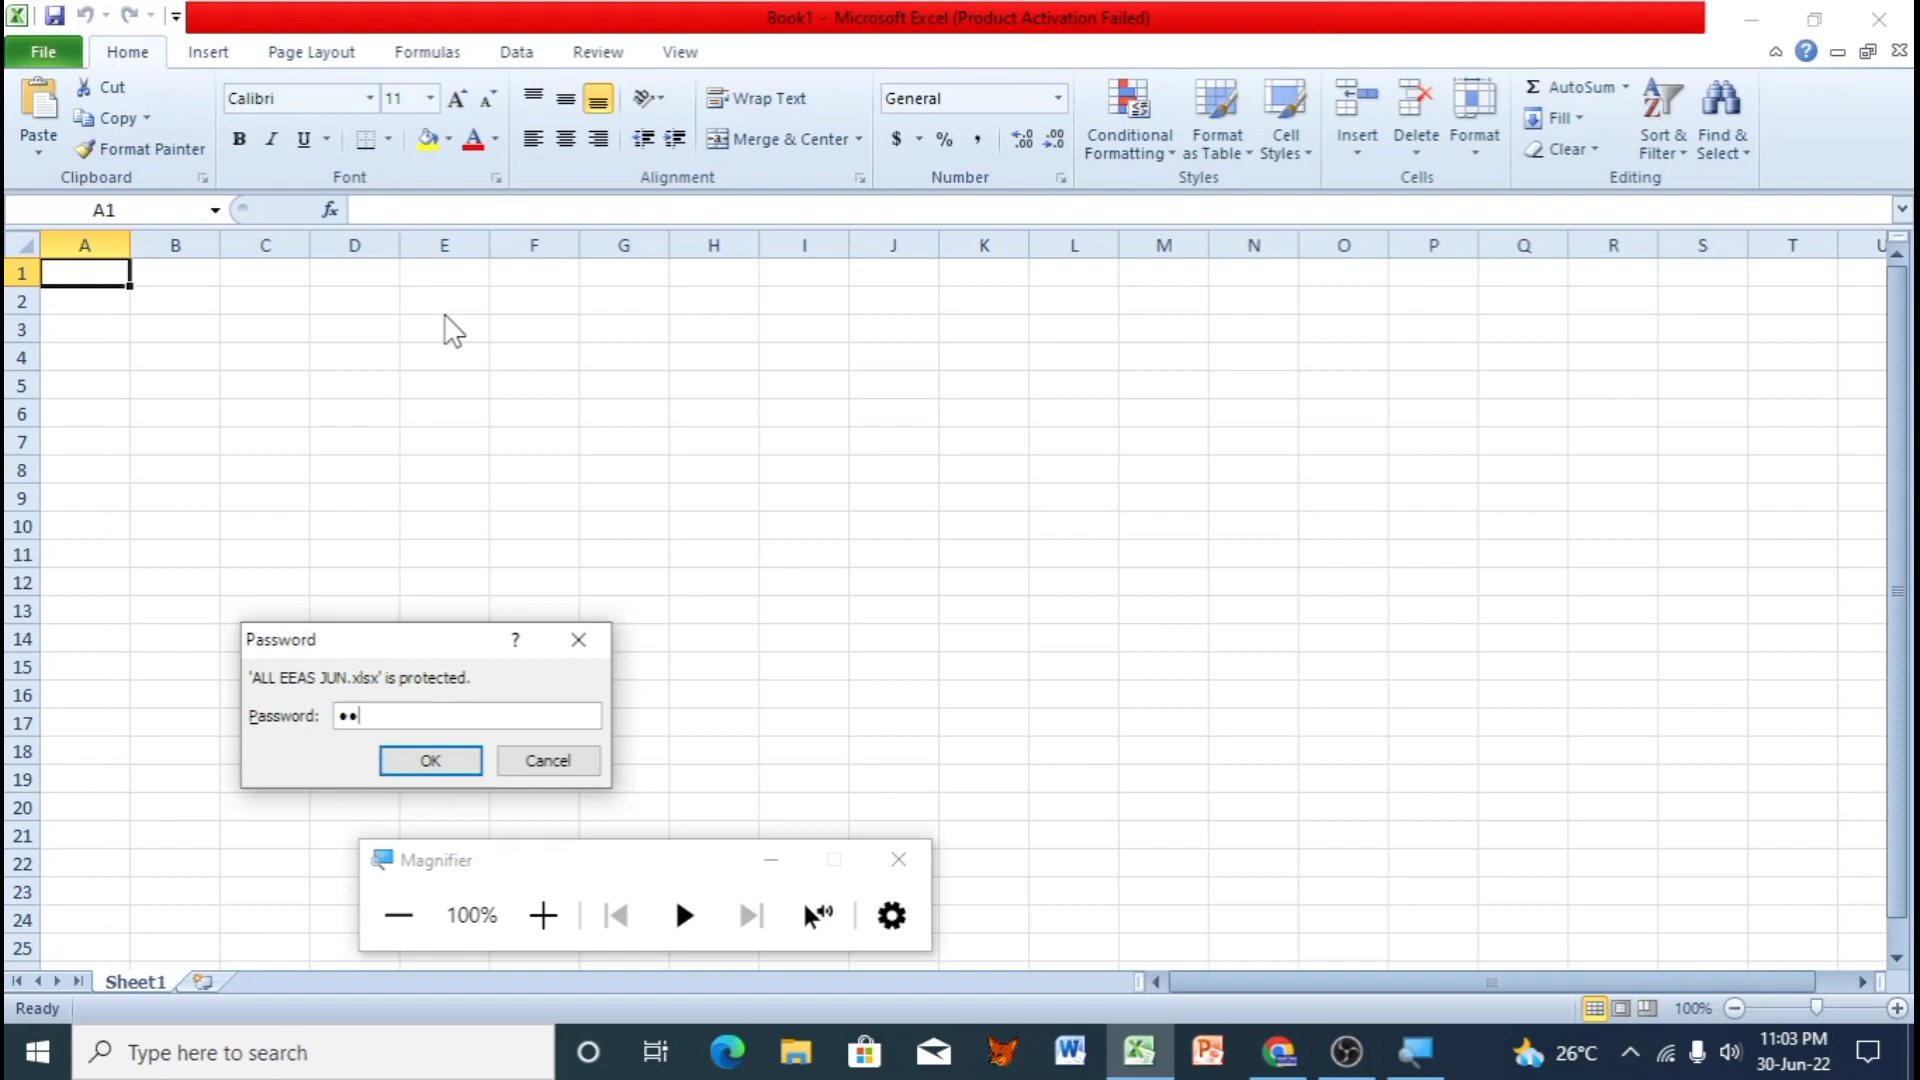 Book1 - Microsoft Excel (Product Activation Failed)
File Home Insert Page Layout Formulas Data Review View
Paste
Cut
Copy
Format Painter
Clipboard
Calibri 11
B I U A
Font
Wrap Text
Merge & Center
Alignment
General
$ % , .00 .00
Number
Conditional Formatting
Format as Table
Cell Styles
Styles
Insert Delete Format
Cells
Σ AutoSum
Fill
Clear
Sort & Filter
Find & Select
Editing
A1 fx
A B C D E F G H I J K L M N O P Q R S T U
1
2
3
4
5
6
7
8
9
10
11
12
13
14
15
16
17
18
19
20
21
22
23
24
25
Password ?
'ALL EEAS JUN.xlsx' is protected.
Password: ●●
OK Cancel
Magnifier
100%
Sheet1
Ready 100%
Type here to search
26°C
11:03 PM
30-Jun-22